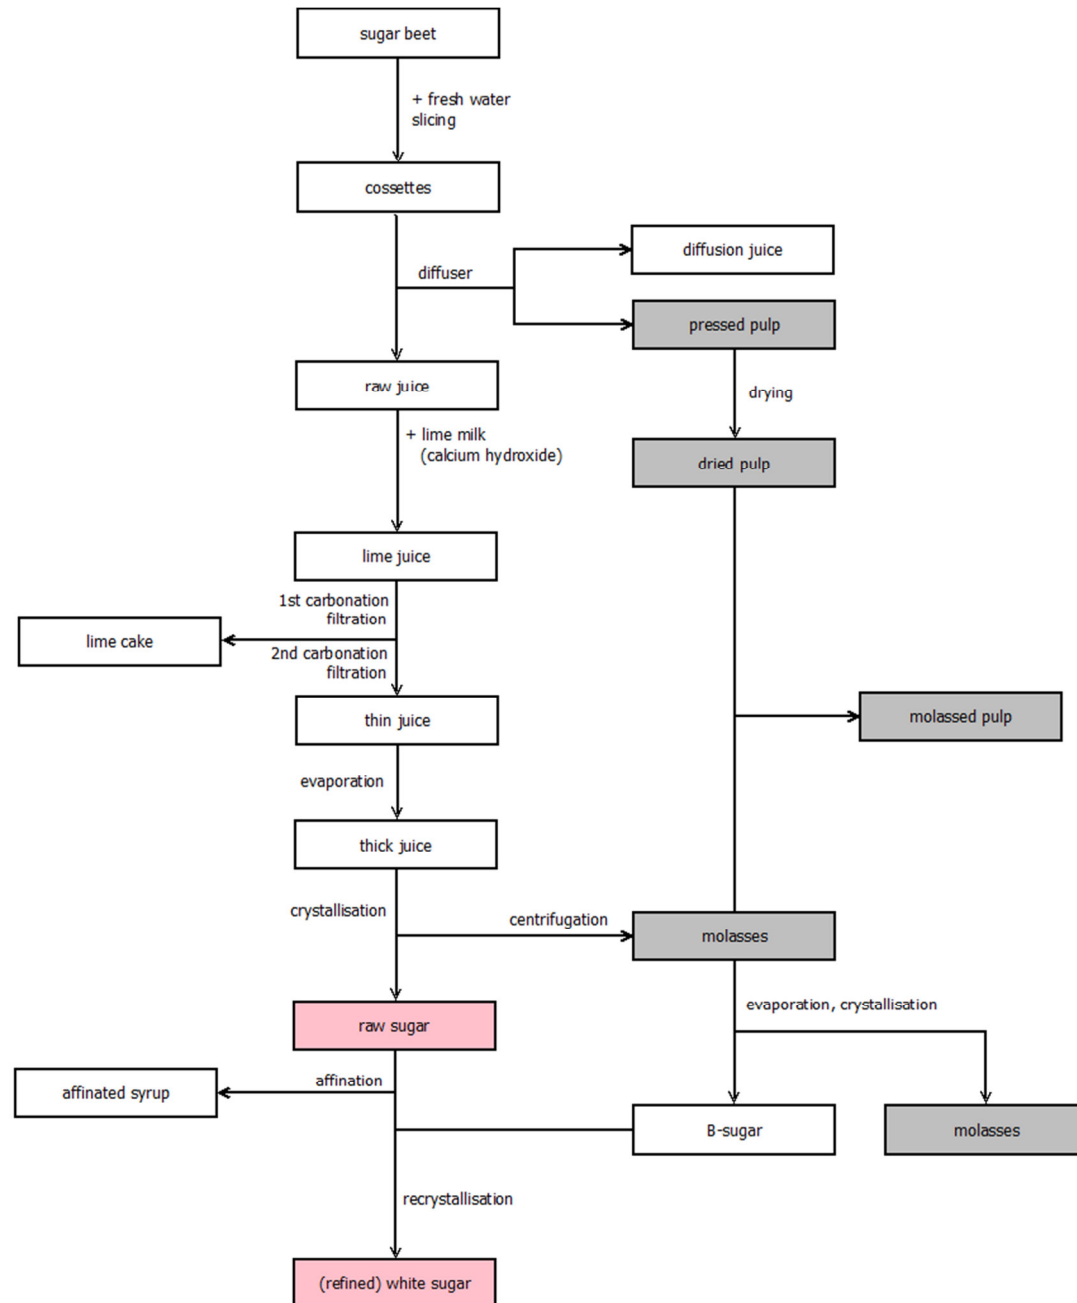 sugar beet
+ fresh water
slicing
cossettes
diffusion juice
diffuser
pressed pulp
raw juice
drying
+ lime milk
(calcium hydroxide)
dried pulp
lime juice
1st carbonation
filtration
lime cake
2nd carbonation
filtration
thin juice
molassed pulp
evaporation
thick juice
crystallisation
centrifugation
molasses
raw sugar
evaporation, crystallisation
affination
affinated syrup
B-sugar
molasses
recrystallisation
(refined) white sugar